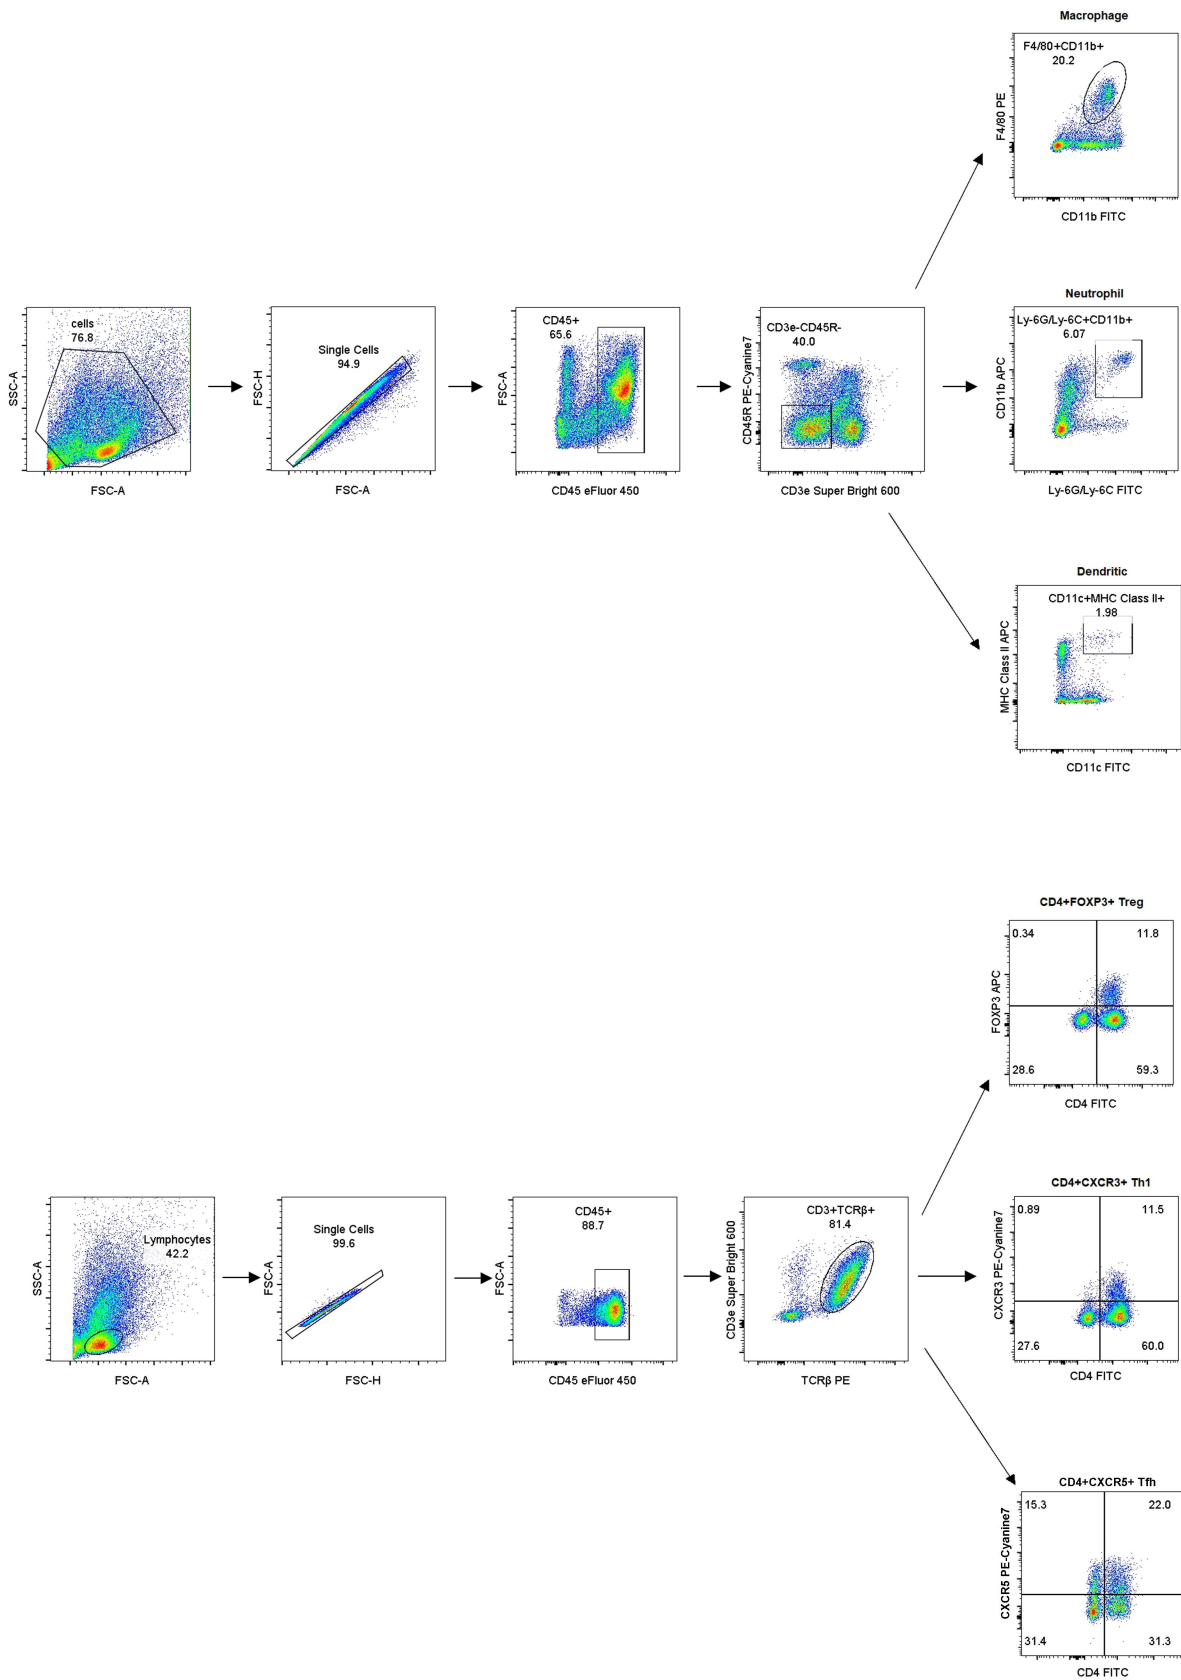 Macrophage
F4/80+CD11b+
20.2
F4/80 PE
CD11b FITC
cells
76.8
SSC-A
FSC-A
Single Cells
94.9
FSC-H
FSC-A
CD45+
65.6
FSC-A
CD45 eFluor 450
CD3e-CD45R-
40.0
CD45R PE-Cyanine7
CD3e Super Bright 600
Neutrophil
Ly-6G/Ly-6C+CD11b+
6.07
CD11b APC
Ly-6G/Ly-6C FITC
Dendritic
CD11c+MHC Class II+
1.98
MHC Class II APC
CD11c FITC
CD4+FOXP3+ Treg
0.34
11.8
FOXP3 APC
28.6
59.3
CD4 FITC
Lymphocytes
42.2
SSC-A
FSC-A
Single Cells
99.6
FSC-A
FSC-H
CD45+
88.7
FSC-A
CD45 eFluor 450
CD3+TCRβ+
81.4
CD3e Super Bright 600
TCRβ PE
CD4+CXCR3+ Th1
0.89
11.5
CXCR3 PE-Cyanine7
27.6
60.0
CD4 FITC
CD4+CXCR5+ Tfh
15.3
22.0
CXCR5 PE-Cyanine7
31.4
31.3
CD4 FITC